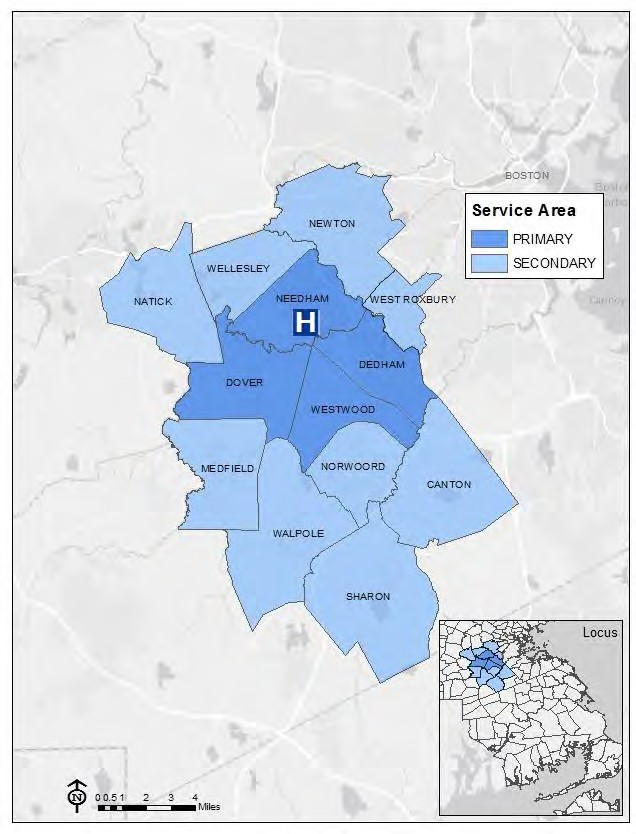 BOSTON
NEWTON
Service Area
PRIMARY
SECONDARY
WELLESLEY
NATICK
NEEDHAM
WEST ROXBURY
H
DEDHAM
DOVER
WESTWOOD
MEDFIELD
NORWOORD
CANTON
WALPOLE
SHARON
Locus
N
0 0.5 1 2 3 4
Miles